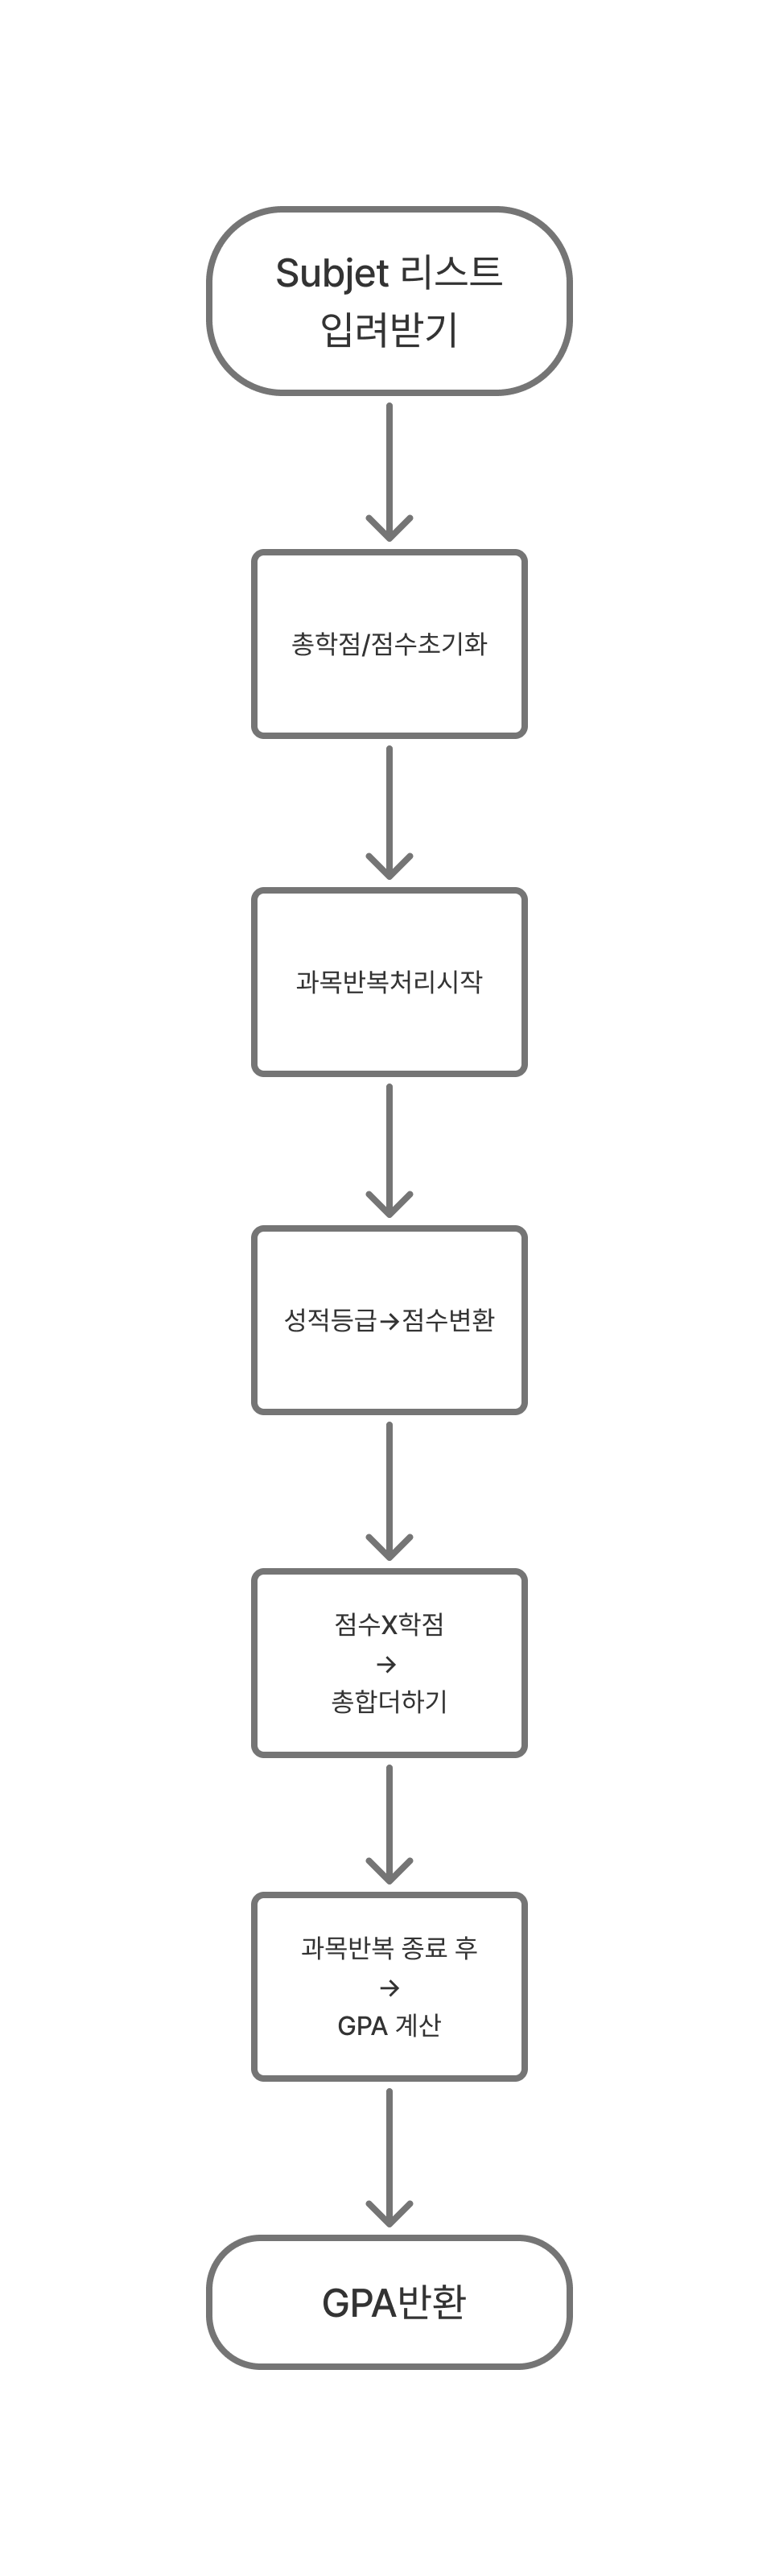 Subjet 리스트
입려받기
총학점/점수초기화
과목반복처리시작
성적등급→점수변환
점수X학점
→
총합더하기
과목반복 종료 후
→
GPA 계산
GPA반환